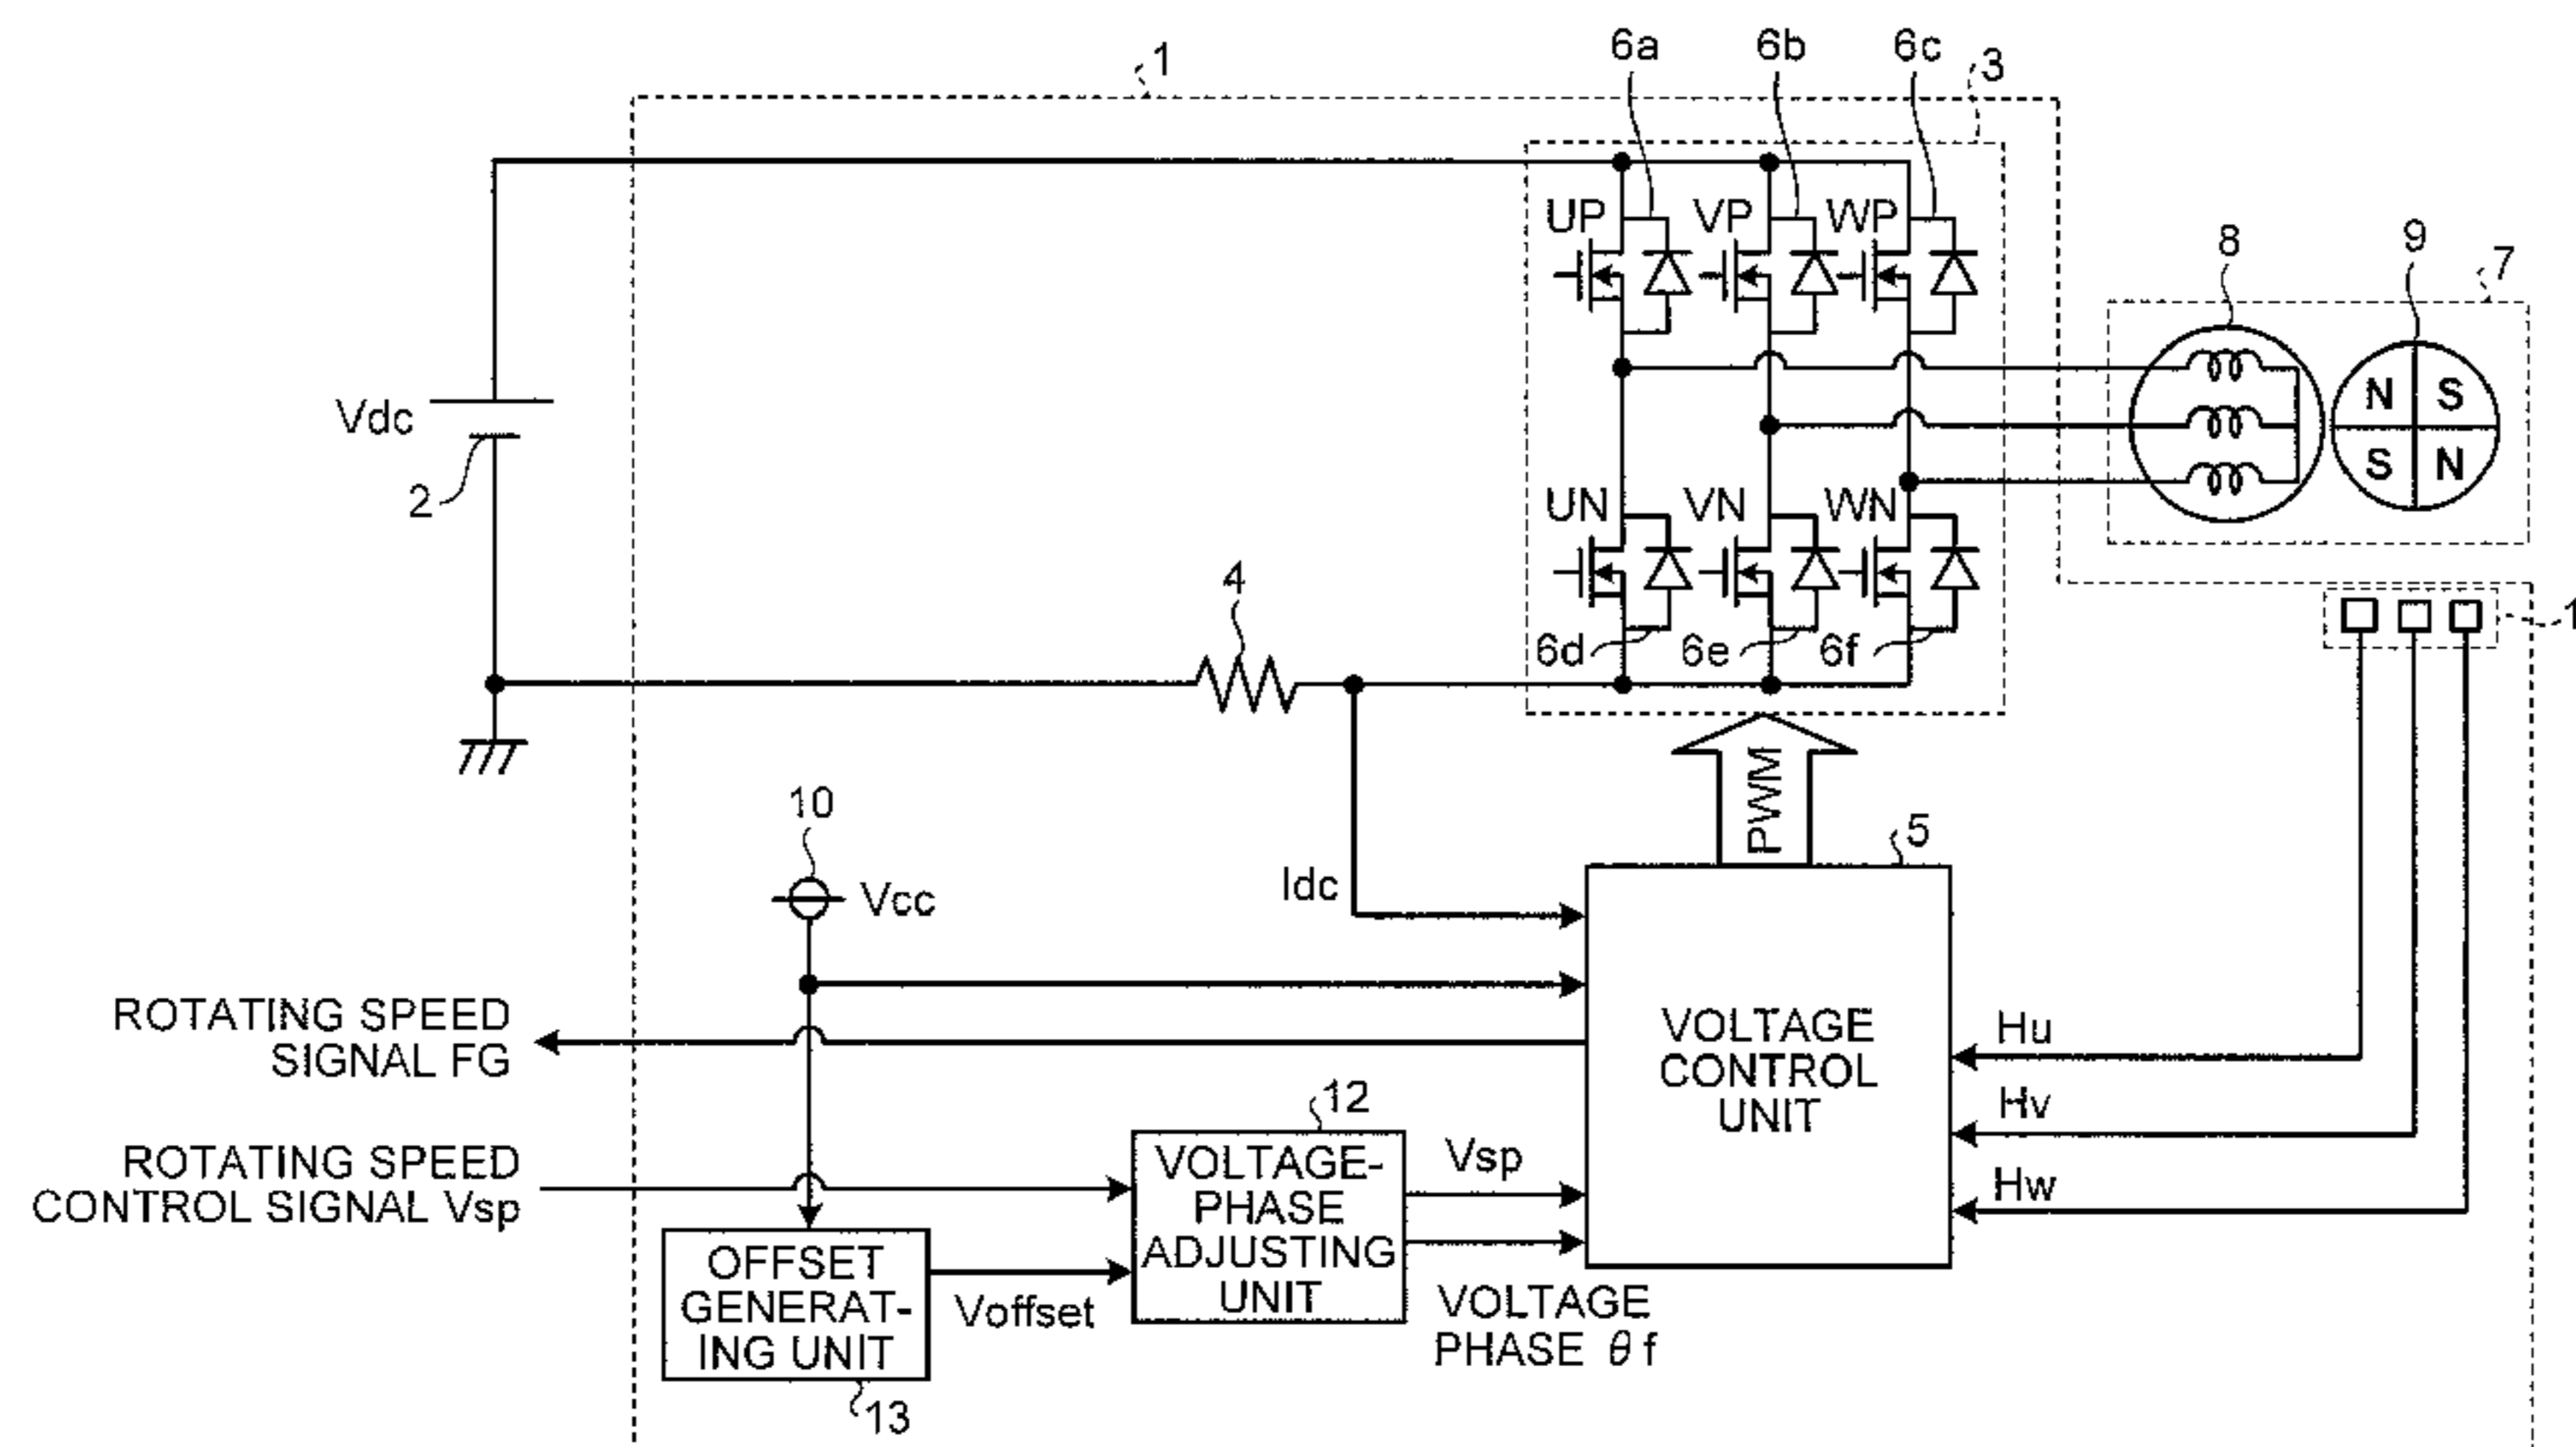 1
6a
6b
6c
3
UP
VP
WP
8
9
7
N
S
S
N
Vdc
2
UN
VN
WN
4
6d
6e
6f
10
PWM
5
Idc
Vcc
ROTATING SPEED
SIGNAL FG
VOLTAGE
CONTROL
UNIT
Hu
Hv
Hw
12
ROTATING SPEED
CONTROL SIGNAL Vsp
VOLTAGE-
PHASE
ADJUSTING
UNIT
Vsp
OFFSET
GENERAT-
ING UNIT
Voffset
VOLTAGE
PHASE θf
13